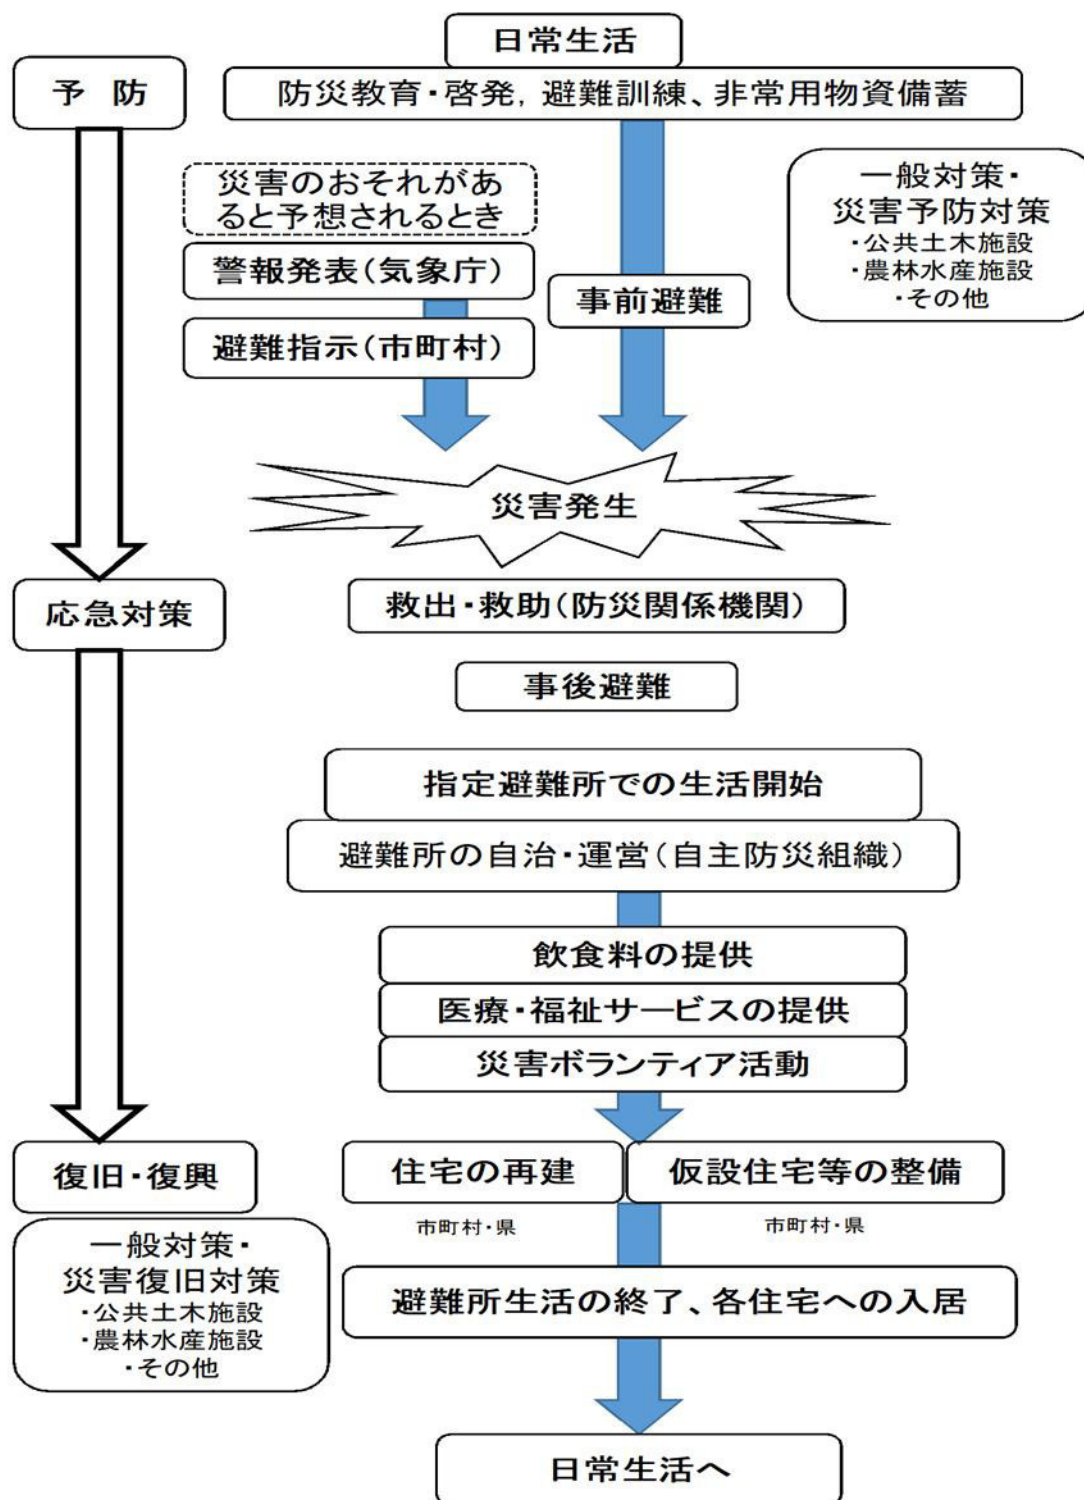 日常生活
予 防
防災教育・啓発, 避難訓練、非常用物資備蓄
災害のおそれがあ
ると予想されるとき
一般対策・
災害予防対策
・公共土木施設
・農林水産施設
・その他
警報発表(気象庁)
事前避難
避難指示(市町村)
災害発生
応急対策
救出・救助(防災関係機関)
事後避難
指定避難所での生活開始
避難所の自治・運営(自主防災組織)
飲食料の提供
医療・福祉サービスの提供
災害ボランティア活動
復旧・復興
住宅の再建
仮設住宅等の整備
市町村・県
市町村・県
一般対策・
災害復旧対策
・公共土木施設
・農林水産施設
・その他
避難所生活の終了、各住宅への入居
日常生活へ